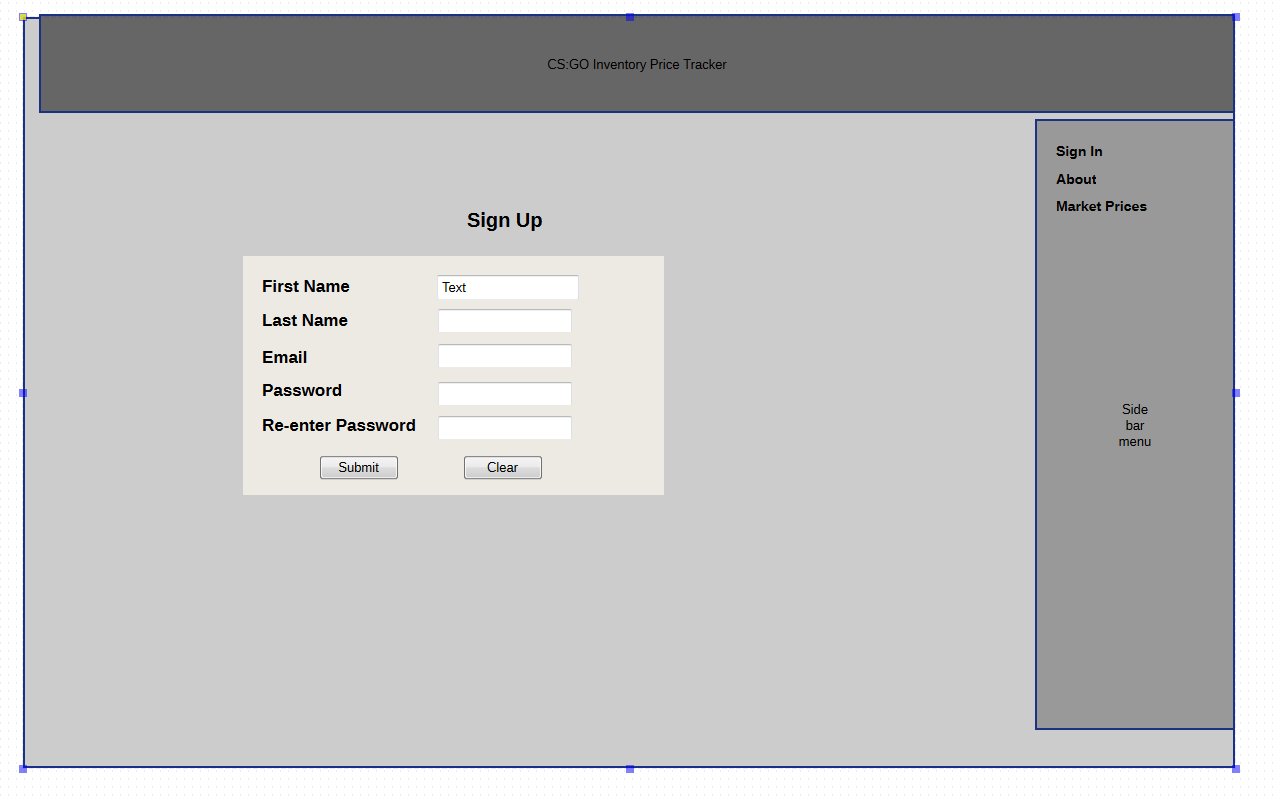 CS:GO Inventory Price Tracker
Sign In
About
Market Prices
Sign Up
First Name
Text
Last Name
Email
Password
Re-enter Password
Submit
Clear
Side
bar
menu